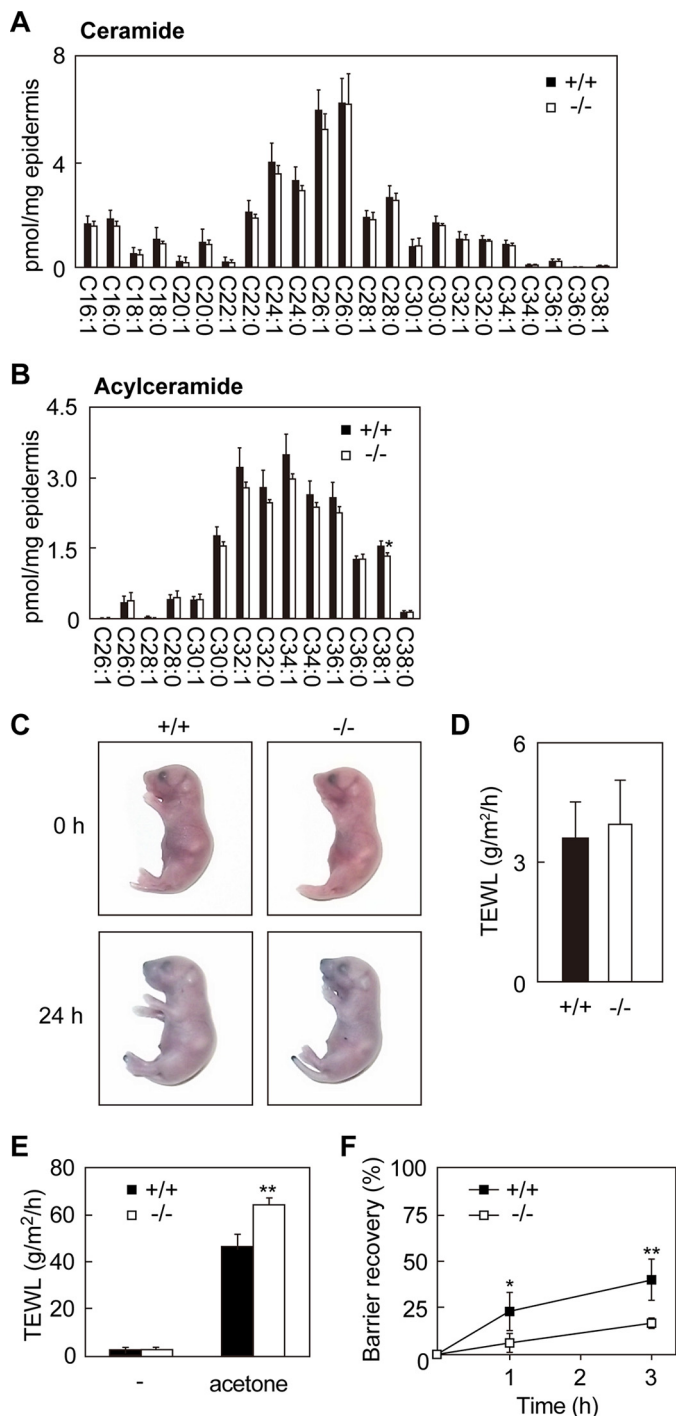 A
Ceramide
8
4
0
pmol/mg epidermis
+/+
-/-
C16:1
C16:0
C18:1
C18:0
C20:1
C20:0
C22:1
C22:0
C24:1
C24:0
C26:1
C26:0
C28:1
C28:0
C30:1
C30:0
C32:1
C32:0
C34:1
C34:0
C36:1
C36:0
C38:1
B
Acylceramide
4.5
3.0
1.5
0
pmol/mg epidermis
+/+
-/-
*
C26:1
C26:0
C28:1
C28:0
C30:1
C30:0
C32:1
C32:0
C34:1
C34:0
C36:1
C36:0
C38:1
C38:0
C
+/+ -/-
0 h
24 h
D
6
3
0
TEWL (g/m²/h)
+/+ -/-
E
80
60
40
20
0
TEWL (g/m²/h)
+/+
-/-
**
- acetone
F
100
75
50
25
0
Barrier recovery (%)
+/+
-/-
*
**
1 2 3
Time (h)